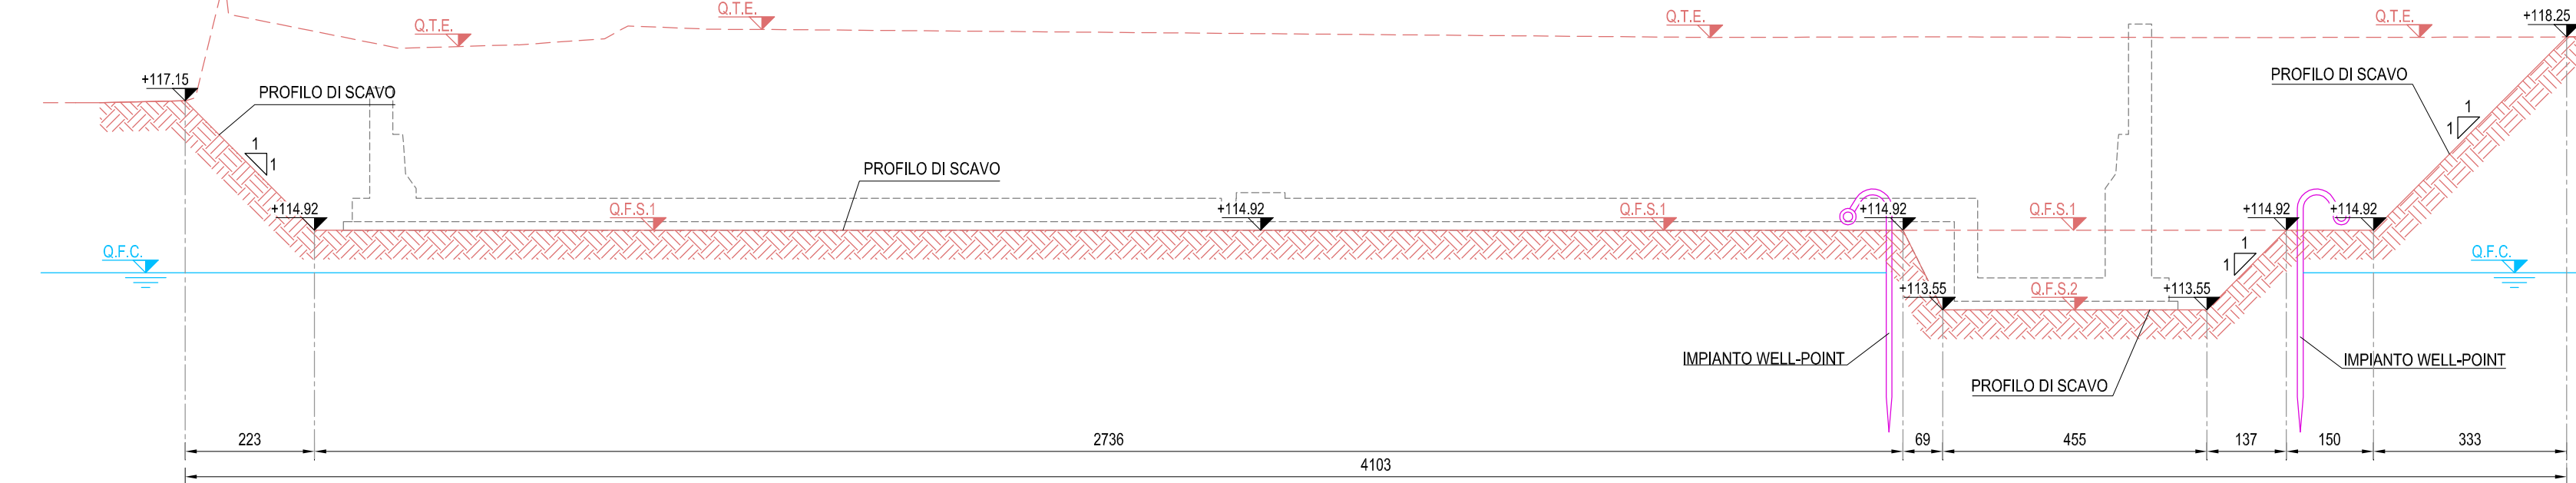 Q.T.E.
Q.T.E.
Q.T.E.
Q.T.E.
+118.25
+117.15
PROFILO DI SCAVO
PROFILO DI SCAVO
1
1
1
1
PROFILO DI SCAVO
+114.92
Q.F.S.1
+114.92
Q.F.S.1
+114.92
Q.F.S.1
+114.92
+114.92
1
1
Q.F.C.
Q.F.C.
+113.55
Q.F.S.2
+113.55
IMPIANTO WELL-POINT
IMPIANTO WELL-POINT
PROFILO DI SCAVO
223
2736
69
455
137
150
333
4103